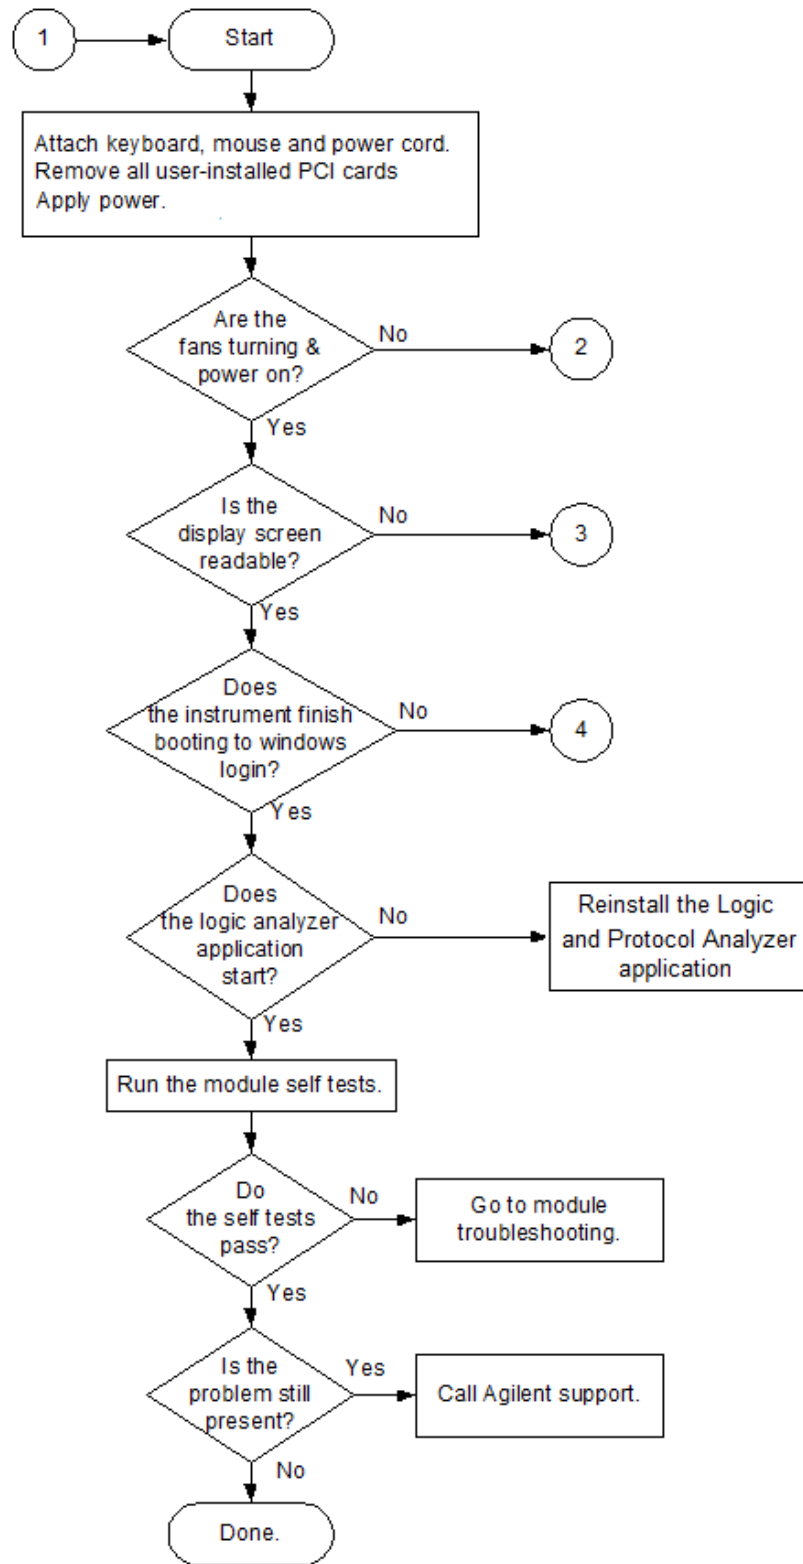 1
Start
Attach keyboard, mouse and power cord.
Remove all user-installed PCI cards
Apply power.
Are the
fans turning &
power on?
No
2
Yes
Is the
display screen
readable?
No
3
Yes
Does
the instrument finish
booting to windows
login?
No
4
Yes
Does
the logic analyzer
application
start?
No
Reinstall the Logic
and Protocol Analyzer
application
Yes
Run the module self tests.
Do
the self tests
pass?
No
Go to module
troubleshooting.
Yes
Is the
problem still
present?
Yes
Call Agilent support.
No
Done.